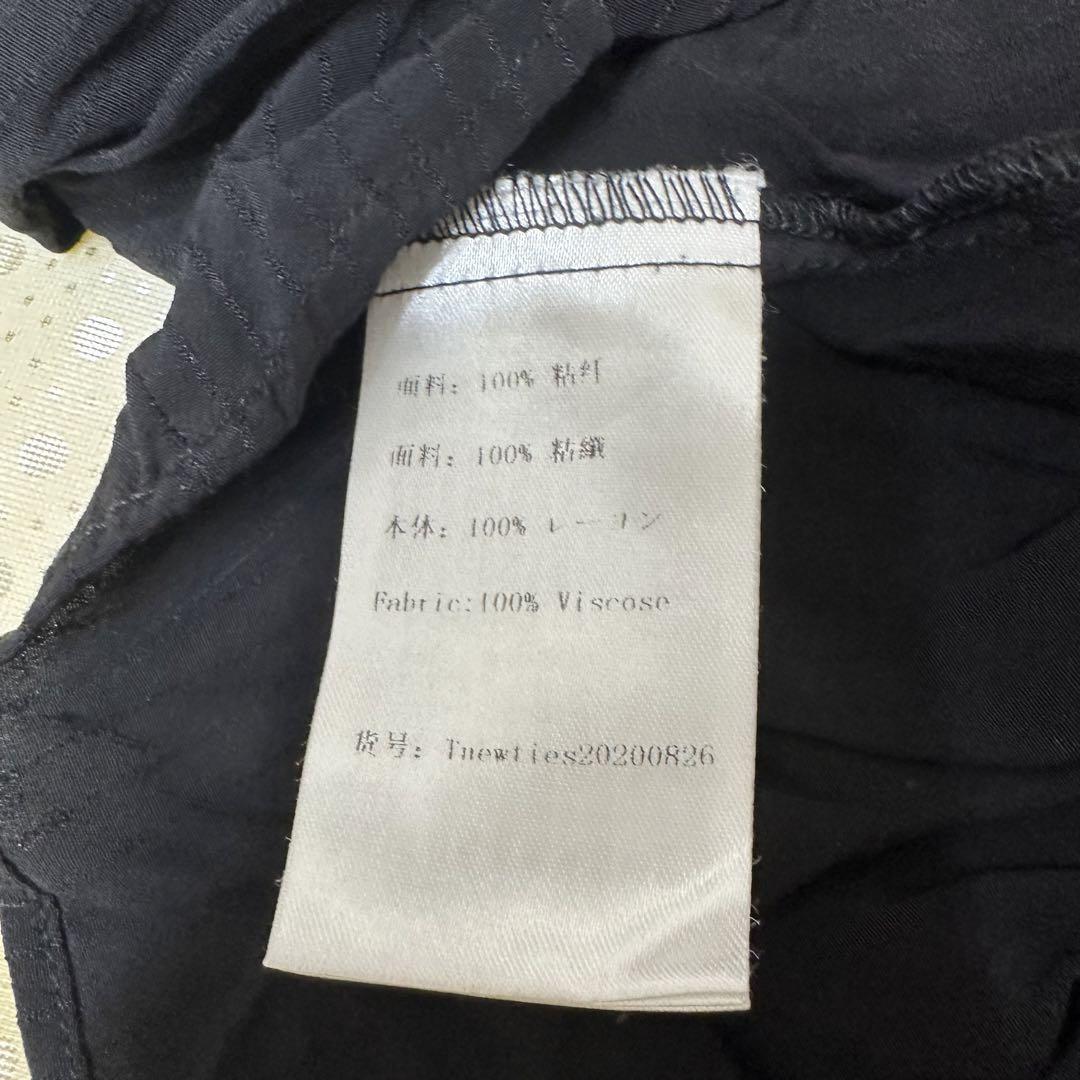 面料: 100% 粘纤
面料: 100% 粘纖
本体: 100% レーヨン
Fabric:100% Viscose
货号: Tnewties20200826